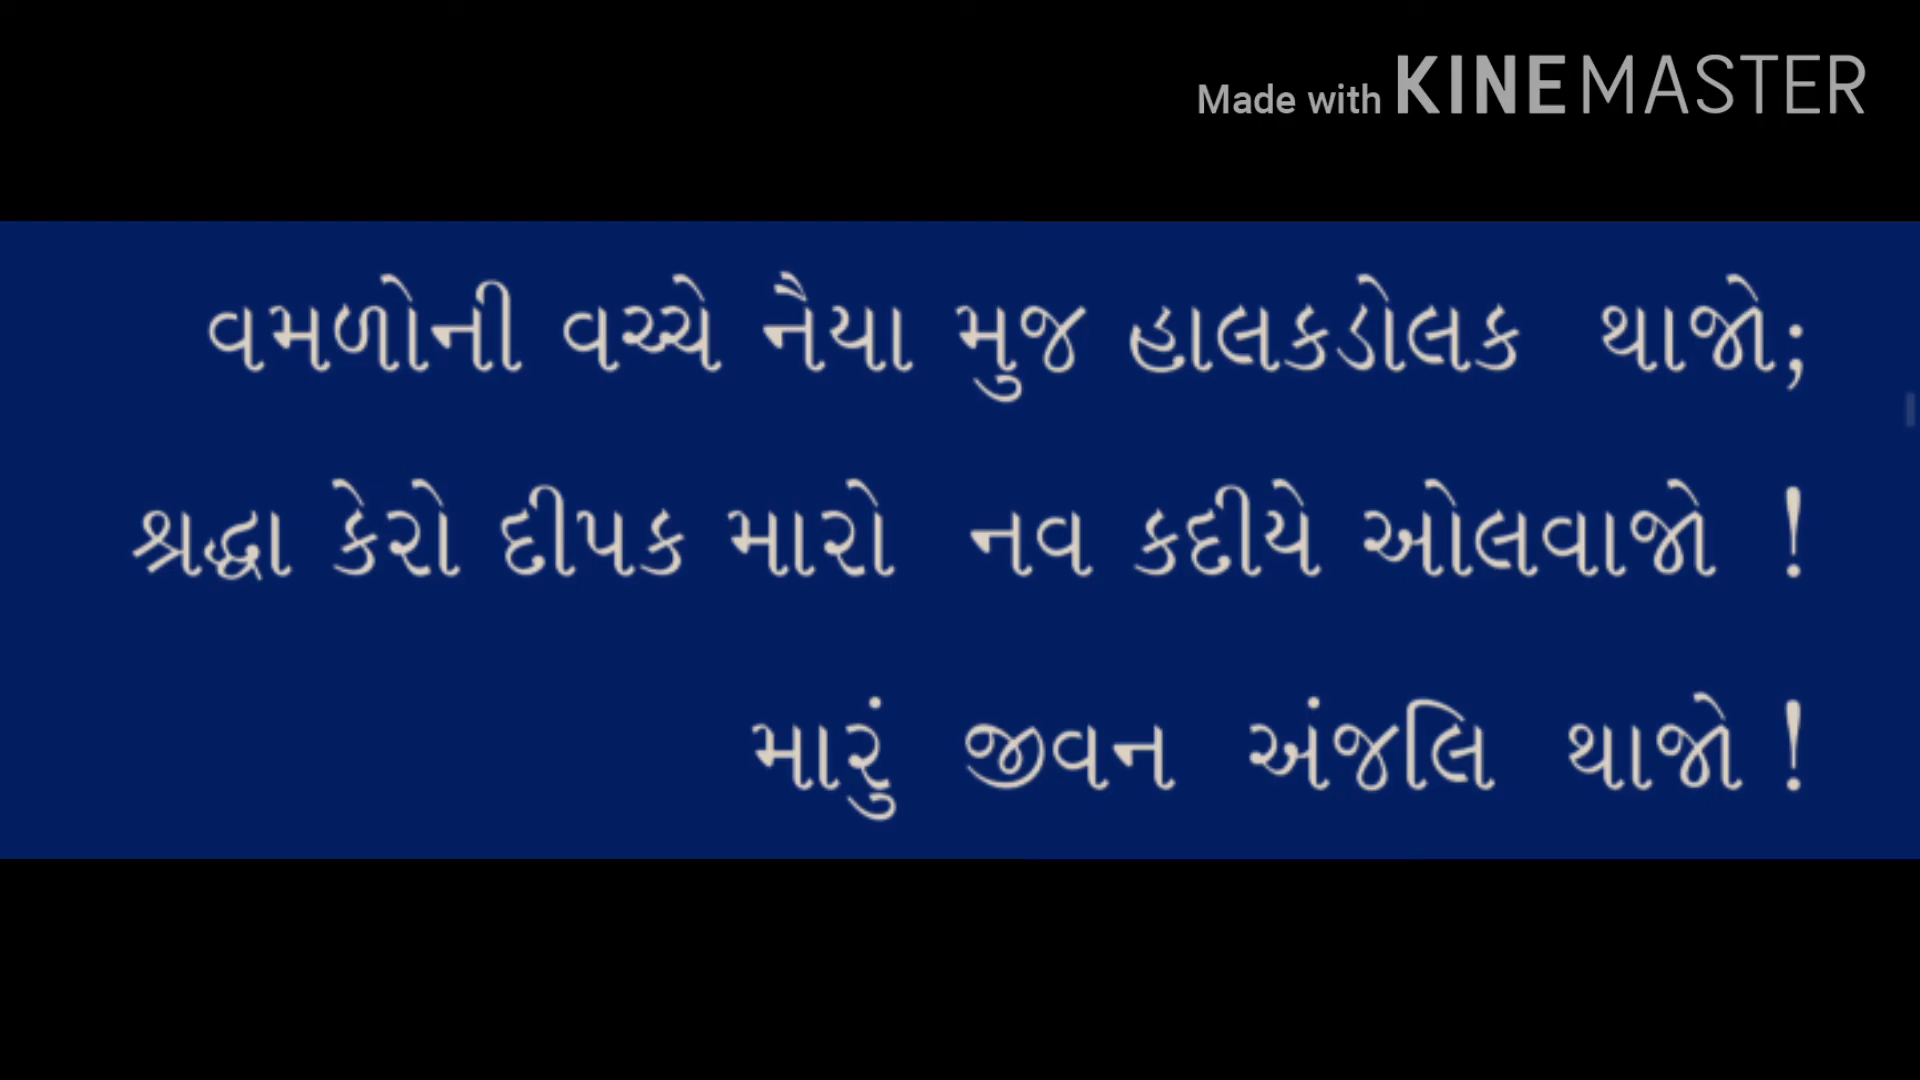 Made with KINEMASTER
વમળોની વચ્ચે નૈયા મુજ હાલકડોલક થાજો;
શ્રદ્ધા કેરો દીપક મારો નવ કદીયે ઓલવાજો !
મારું જીવન અંજલિ થાજો !